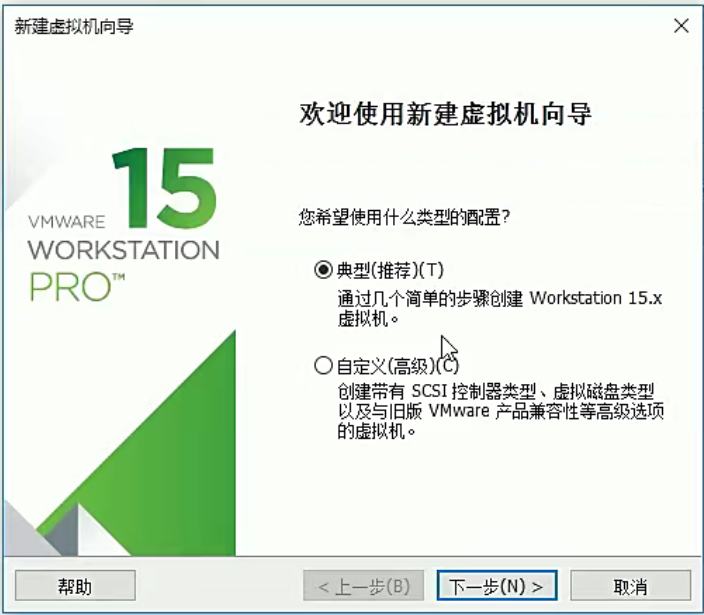 新建虚拟机向导
欢迎使用新建虚拟机向导
15
VMWARE
WORKSTATION
PRO™
您希望使用什么类型的配置?
典型(推荐)(T)
通过几个简单的步骤创建 Workstation 15.x
虚拟机。
自定义(高级)(C)
创建带有 SCSI 控制器类型、虚拟磁盘类型
以及与旧版 VMware 产品兼容性等高级选项
的虚拟机。
帮助
< 上一步(B)
下一步(N) >
取消